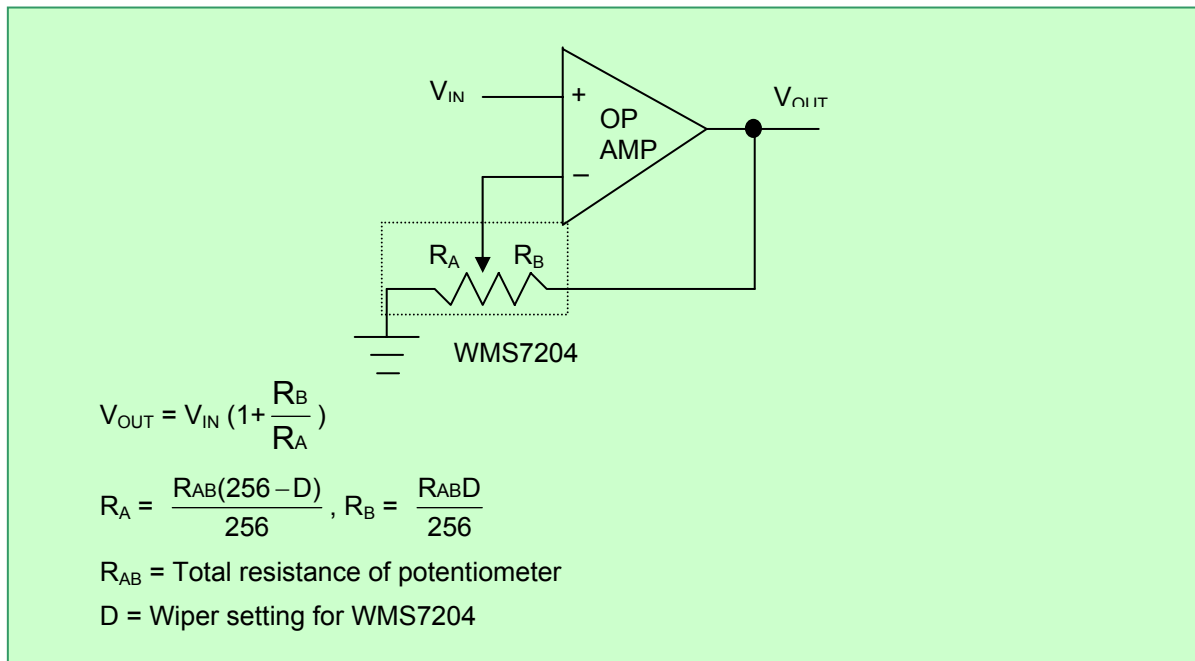 VIN
+
VOUT
OP
AMP
−
RA RB
WMS7204
VOUT = VIN (1+ RB/RA )
RA = RAB(256 − D)/256 , RB = RABD/256
RAB = Total resistance of potentiometer
D = Wiper setting for WMS7204